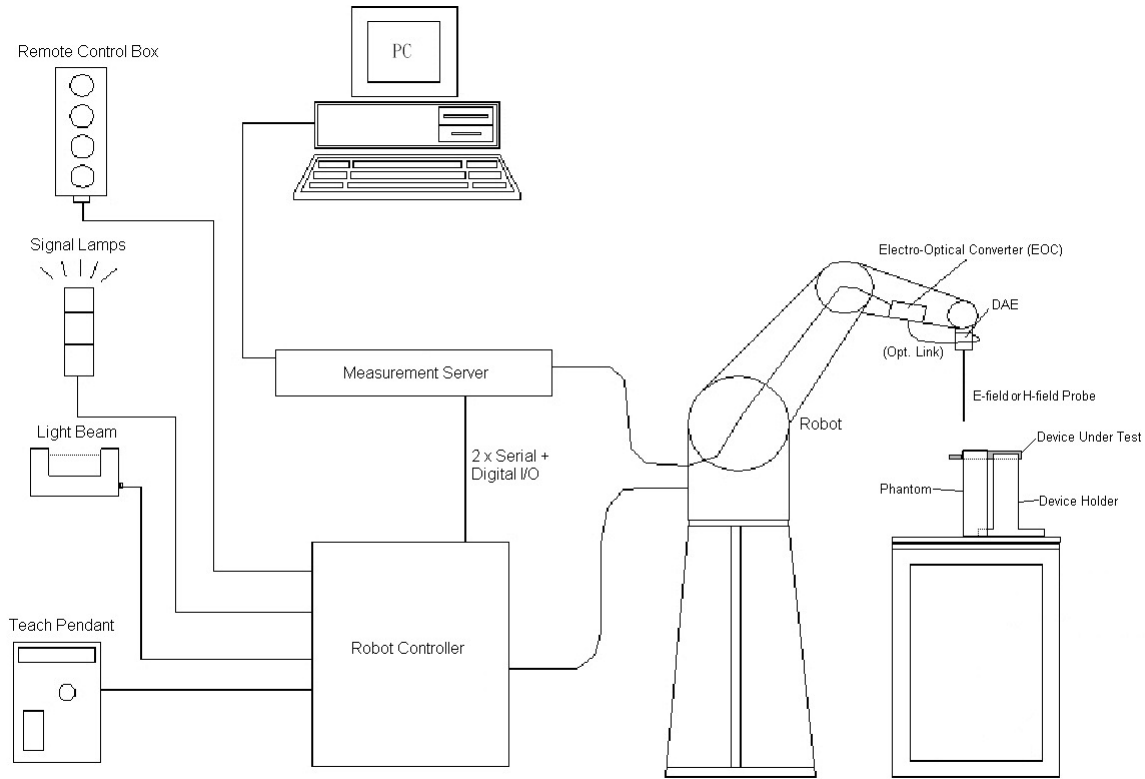 Remote Control Box
PC
Signal Lamps
Electro-Optical Converter (EOC)
DAE
(Opt. Link)
Measurement Server
E-field or H-field Probe
Light Beam
Robot
Device Under Test
2 x Serial +
Digital I/O
Phantom
Device Holder
Teach Pendant
Robot Controller